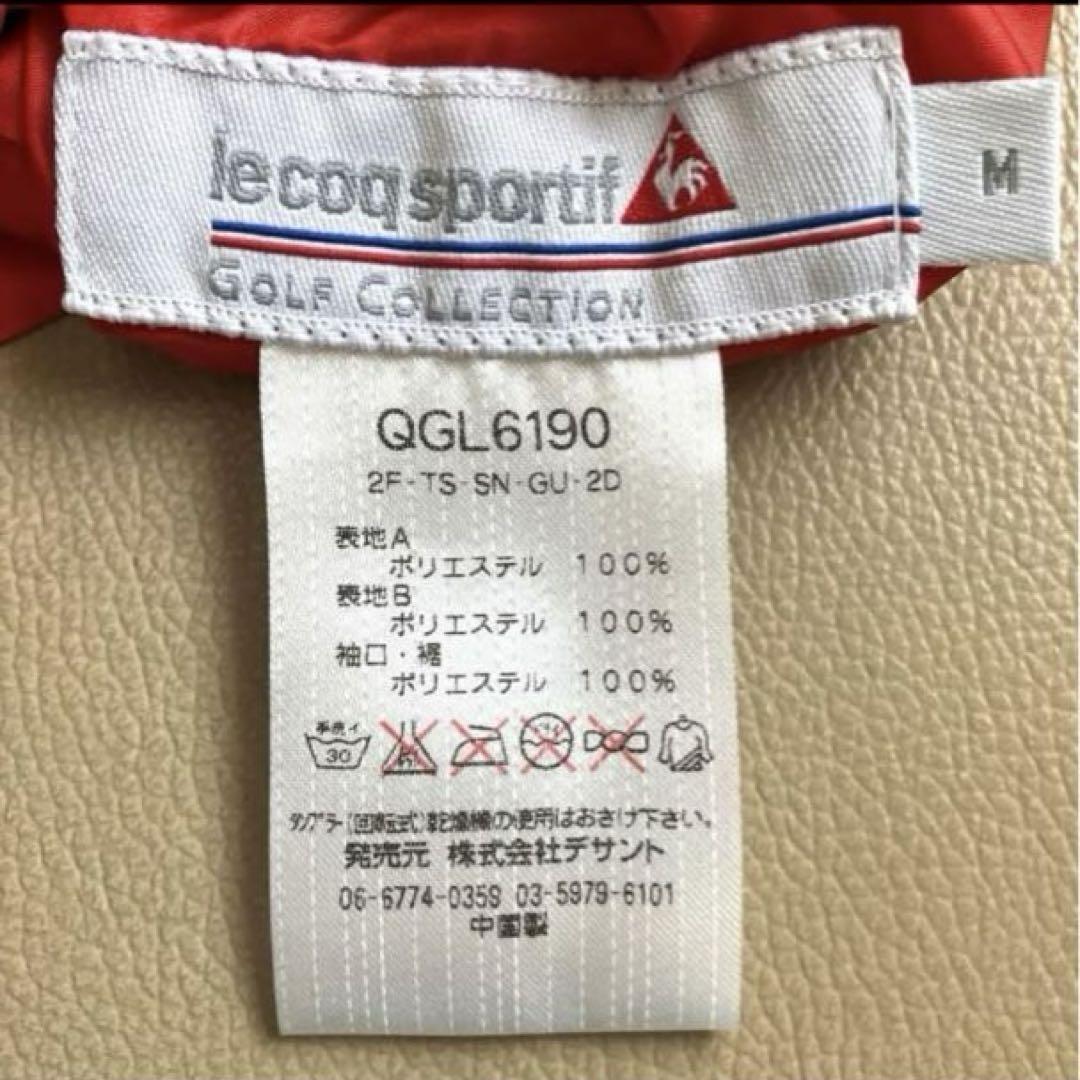 le coq sportif
GOLF COLLECTION
M
QGL6190
2F-TS-SN-GU-2D
表地A
ポリエステル 100%
表地B
ポリエステル 100%
袖口・裾
ポリエステル 100%
手洗イ
30
タンブラー(回転式)乾燥機の使用はおさけ下さい。
発売元 株式会社デサント
06-6774-0359 03-5979-6101
中国製